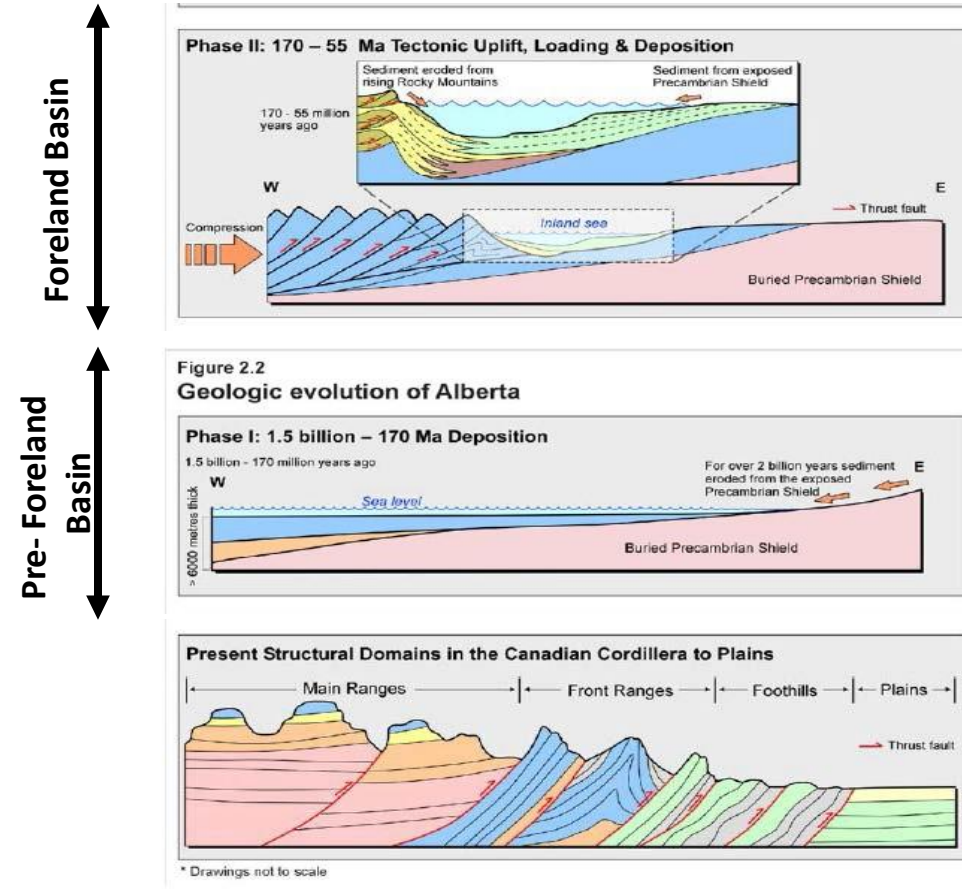 Foreland Basin
Phase II: 170 – 55 Ma Tectonic Uplift, Loading & Deposition
Sediment eroded from
rising Rocky Mountains
Sediment from exposed
Precambrian Shield
170 - 55 million
years ago
W
E
Thrust fault
Compression
Inland sea
Buried Precambrian Shield
Pre- Foreland
Basin
Figure 2.2
Geologic evolution of Alberta
Phase I: 1.5 billion – 170 Ma Deposition
1.5 billion - 170 million years ago
W
For over 2 billion years sediment
eroded from the exposed
Precambrian Shield
E
Sea level
> 6000 metres thick
Buried Precambrian Shield
Present Structural Domains in the Canadian Cordillera to Plains
Main Ranges
Front Ranges
Foothills
Plains
Thrust fault
* Drawings not to scale